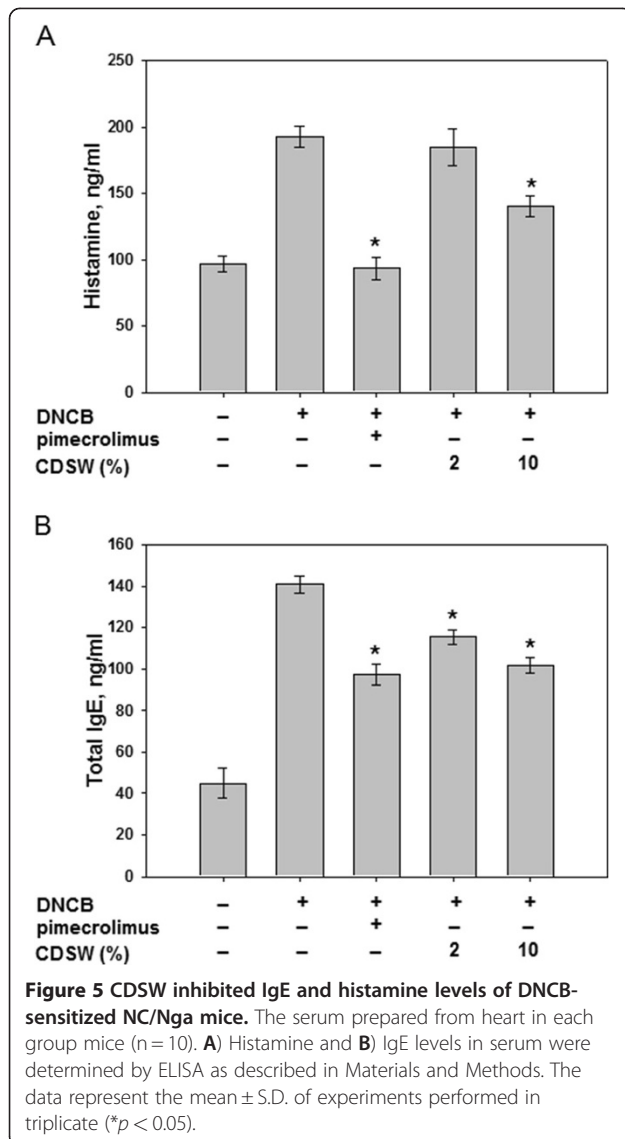 A
250
200
150
100
50
0
Histamine, ng/ml
*
*
DNCB – + + + +
pimecrolimus – – + – –
CDSW (%) – – – 2 10
B
160
140
120
100
80
60
40
20
0
Total IgE, ng/ml
*
*
*
DNCB – + + + +
pimecrolimus – – + – –
CDSW (%) – – – 2 10
Figure 5 CDSW inhibited IgE and histamine levels of DNCB-
sensitized NC/Nga mice. The serum prepared from heart in each
group mice (n = 10). A) Histamine and B) IgE levels in serum were
determined by ELISA as described in Materials and Methods. The
data represent the mean ± S.D. of experiments performed in
triplicate (*p < 0.05).